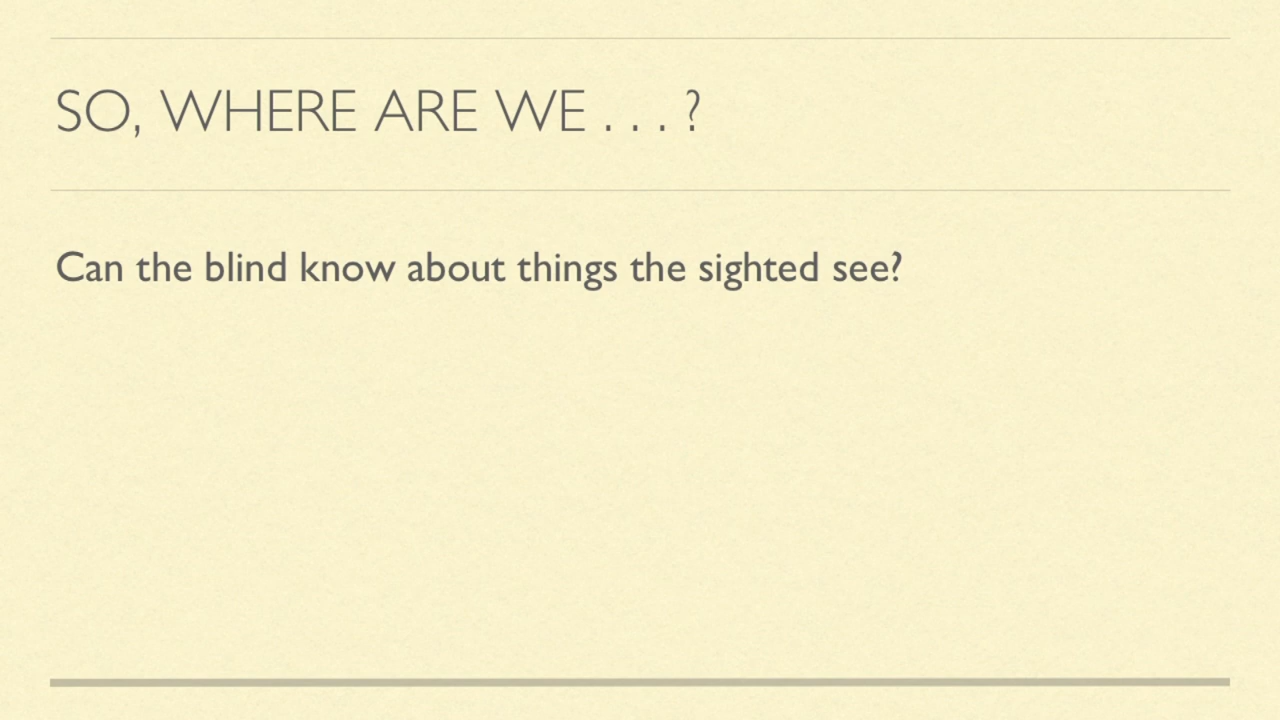 SO, WHERE ARE WE . . . ?
Can the blind know about things the sighted see?